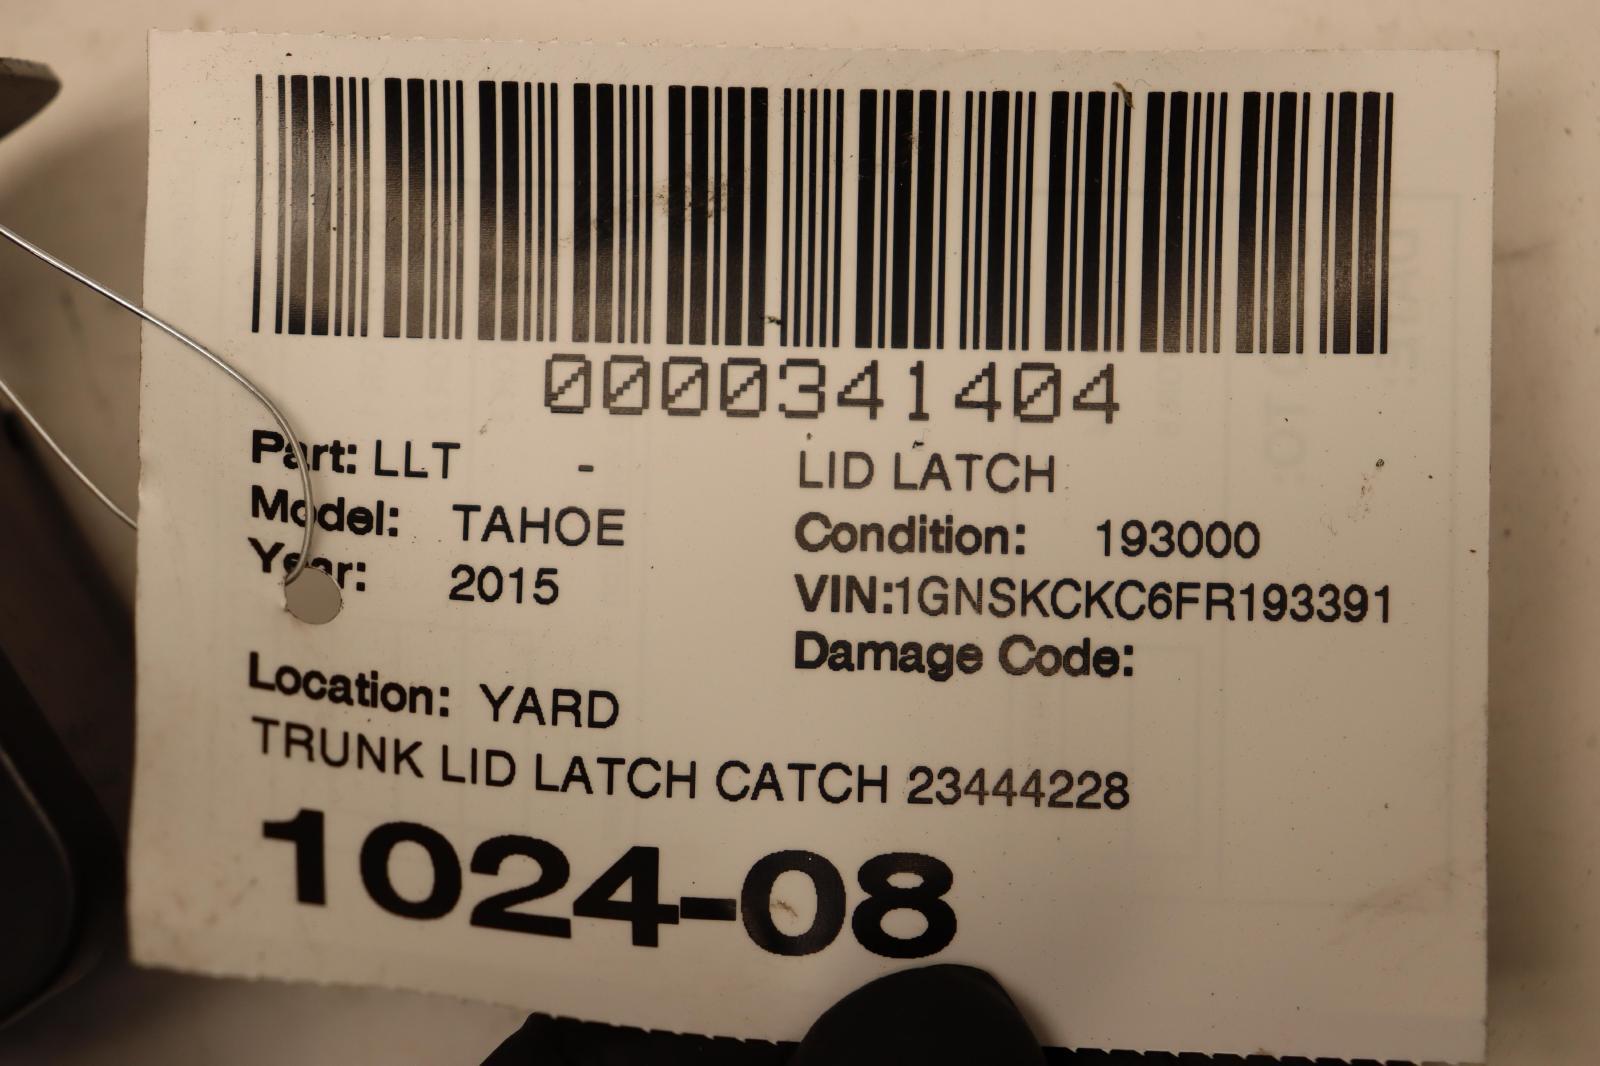 0000341404
Part: LLT - LID LATCH
Model: TAHOE Condition: 193000
Year: 2015 VIN:1GNSKCKC6FR193391
Damage Code:
Location: YARD
TRUNK LID LATCH CATCH 23444228
1024-08